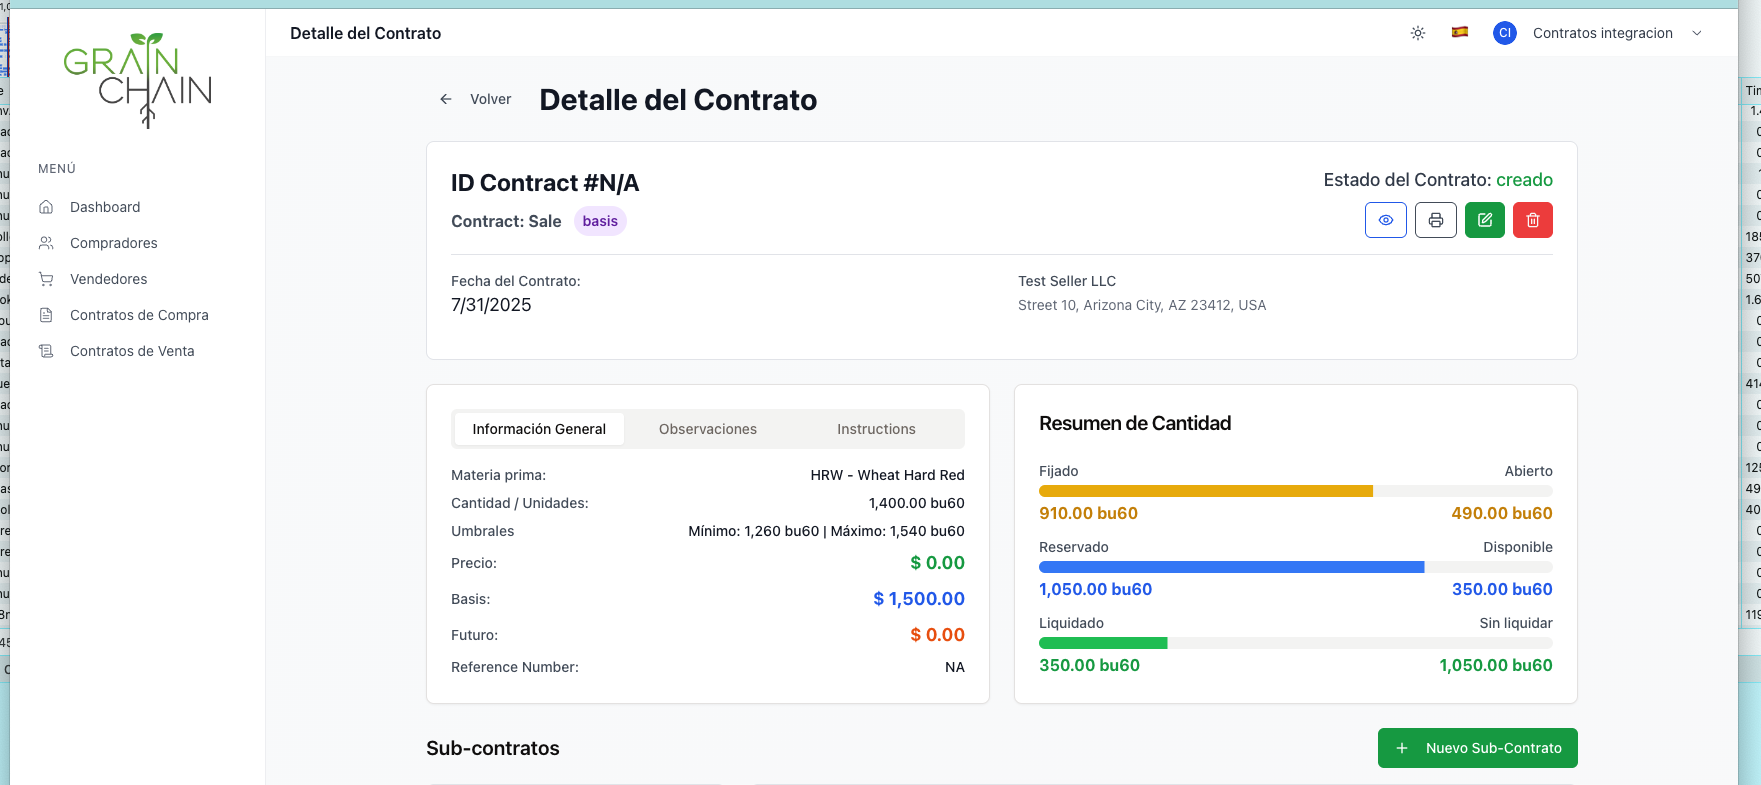 Detalle del Contrato
CI Contratos integracion
GRAIN
CHAIN
MENÚ
Dashboard
Compradores
Vendedores
Contratos de Compra
Contratos de Venta
Volver
Detalle del Contrato
ID Contract #N/A
Estado del Contrato: creado
Contract: Sale basis
Fecha del Contrato:
7/31/2025
Test Seller LLC
Street 10, Arizona City, AZ 23412, USA
Información General Observaciones Instructions
Materia prima: HRW - Wheat Hard Red
Cantidad / Unidades: 1,400.00 bu60
Umbrales Mínimo: 1,260 bu60 | Máximo: 1,540 bu60
Precio: $ 0.00
Basis: $ 1,500.00
Futuro: $ 0.00
Reference Number: NA
Resumen de Cantidad
Fijado Abierto
910.00 bu60 490.00 bu60
Reservado Disponible
1,050.00 bu60 350.00 bu60
Liquidado Sin liquidar
350.00 bu60 1,050.00 bu60
Sub-contratos
Nuevo Sub-Contrato